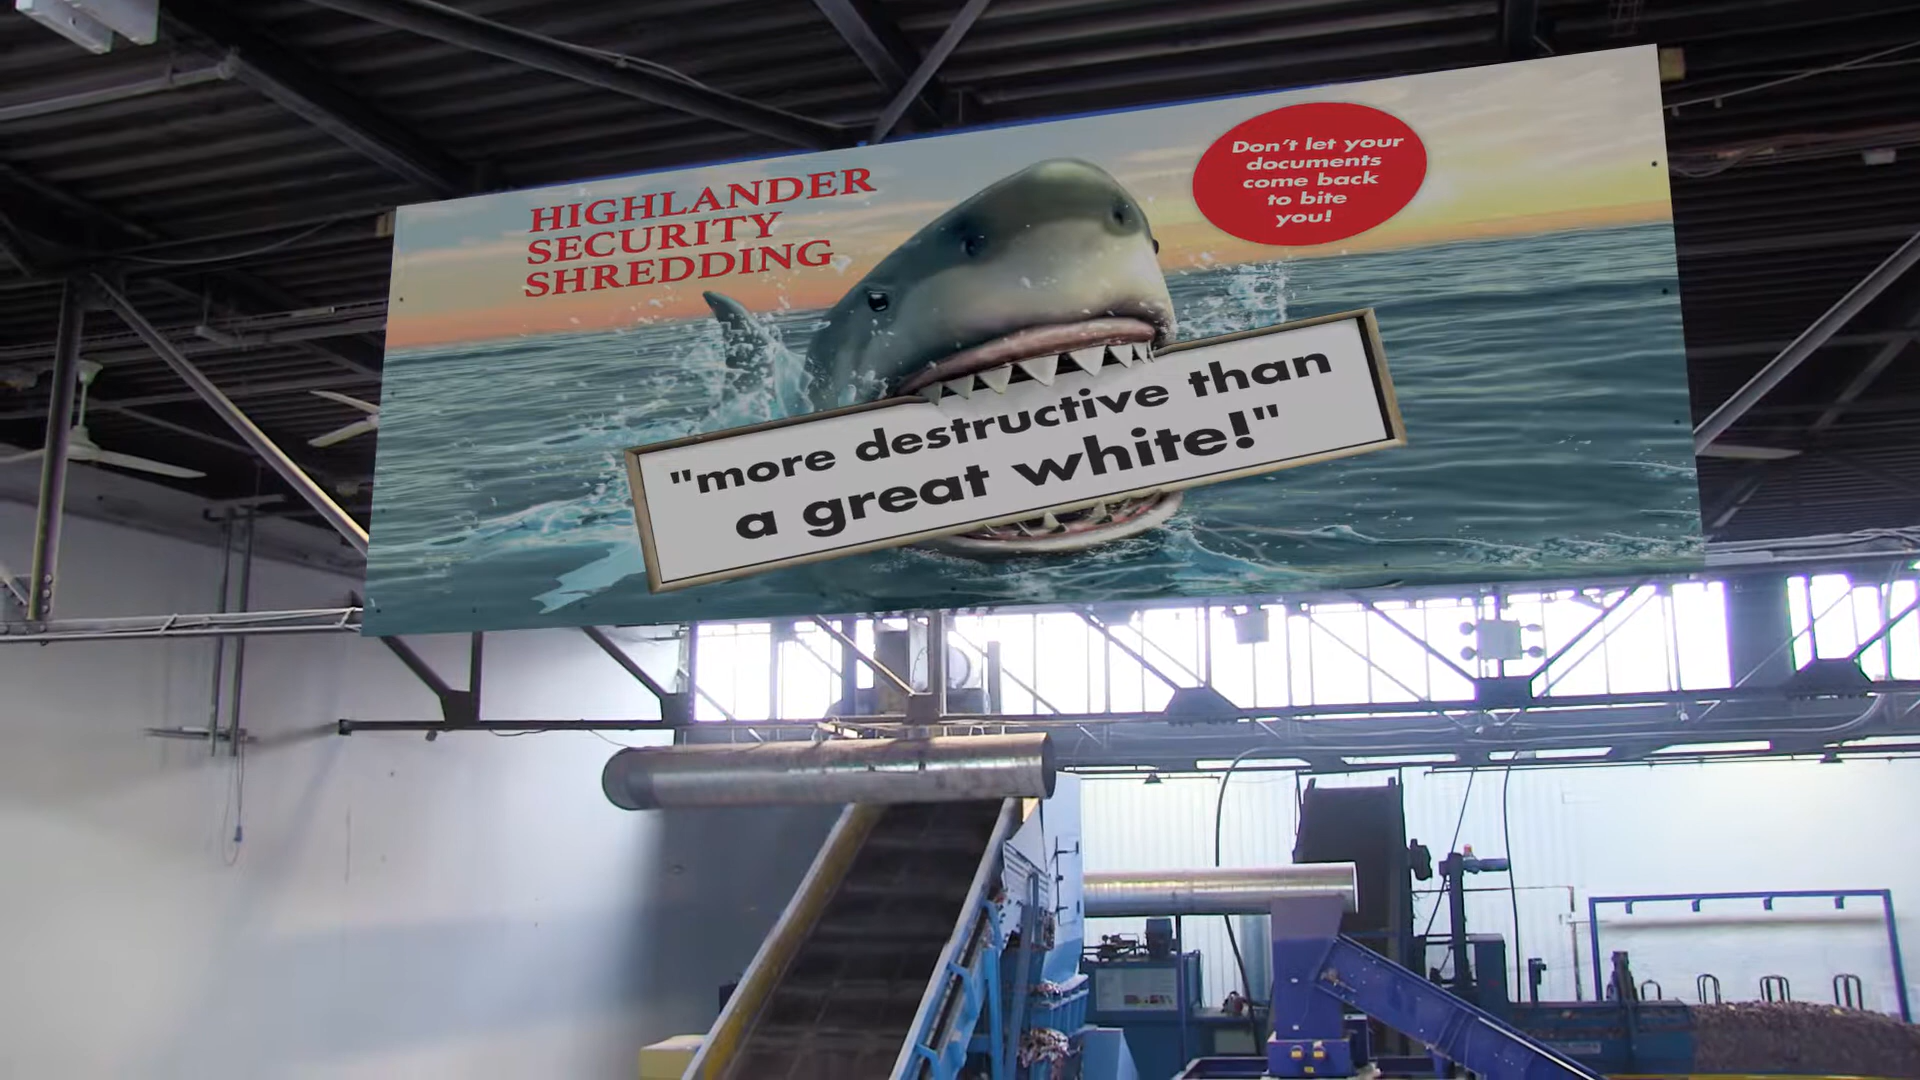 HIGHLANDER
SECURITY
SHREDDING
Don't let your
documents
come back
to bite
you!
"more destructive than
a great white!"